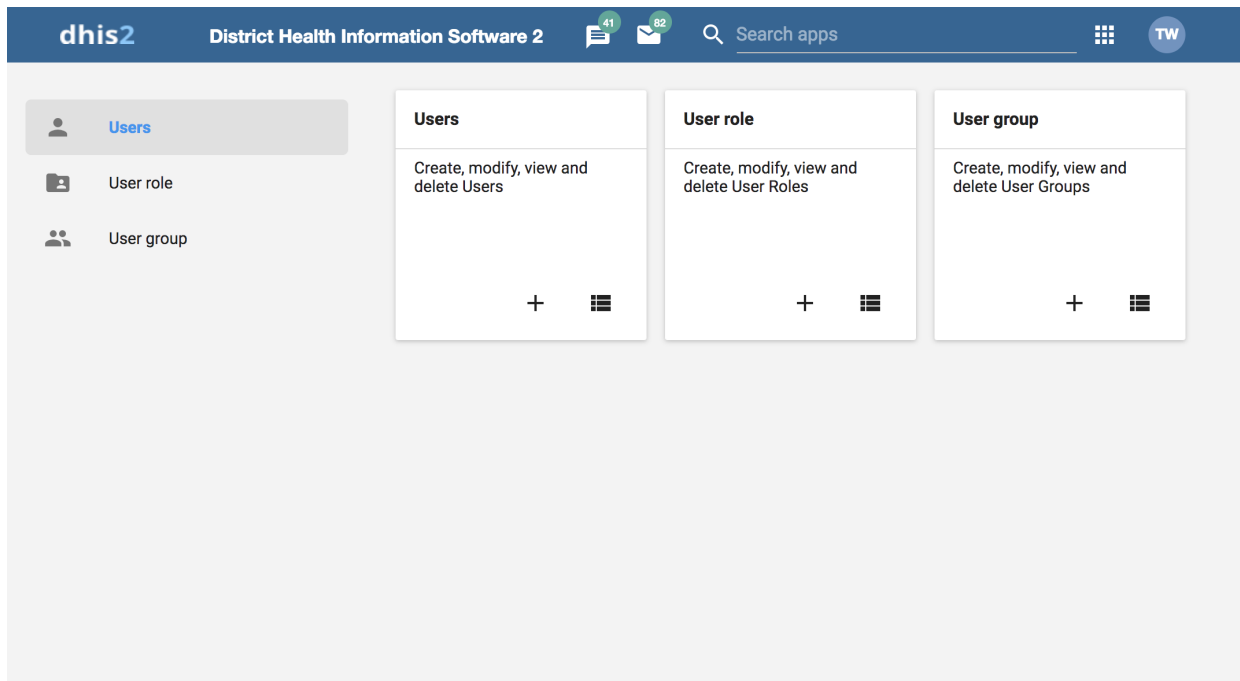 dhis2
District Health Information Software 2
41
82
Search apps
TW
Users
User role
User group
Users
Create, modify, view and
delete Users
User role
Create, modify, view and
delete User Roles
User group
Create, modify, view and
delete User Groups